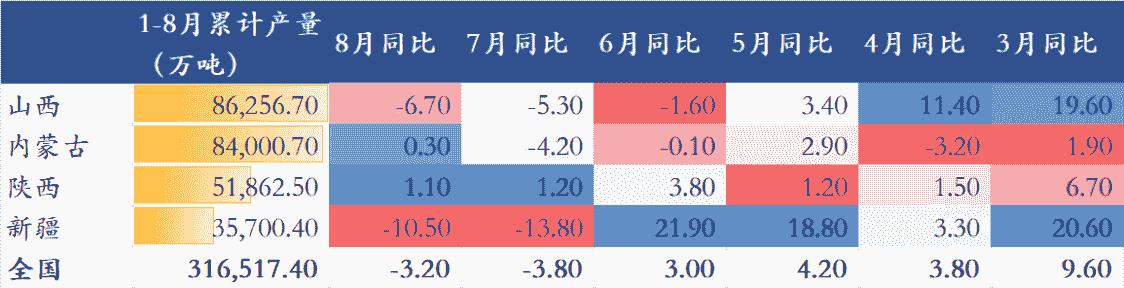 1-8月累计产量（万吨） 8月同比 7月同比 6月同比 5月同比 4月同比 3月同比
山西 86,256.70 -6.70 -5.30 -1.60 3.40 11.40 19.60
内蒙古 84,000.70 0.30 -4.20 -0.10 2.90 -3.20 1.90
陕西 51,862.50 1.10 1.20 3.80 1.20 1.50 6.70
新疆 35,700.40 -10.50 -13.80 21.90 18.80 3.30 20.60
全国 316,517.40 -3.20 -3.80 3.00 4.20 3.80 9.60